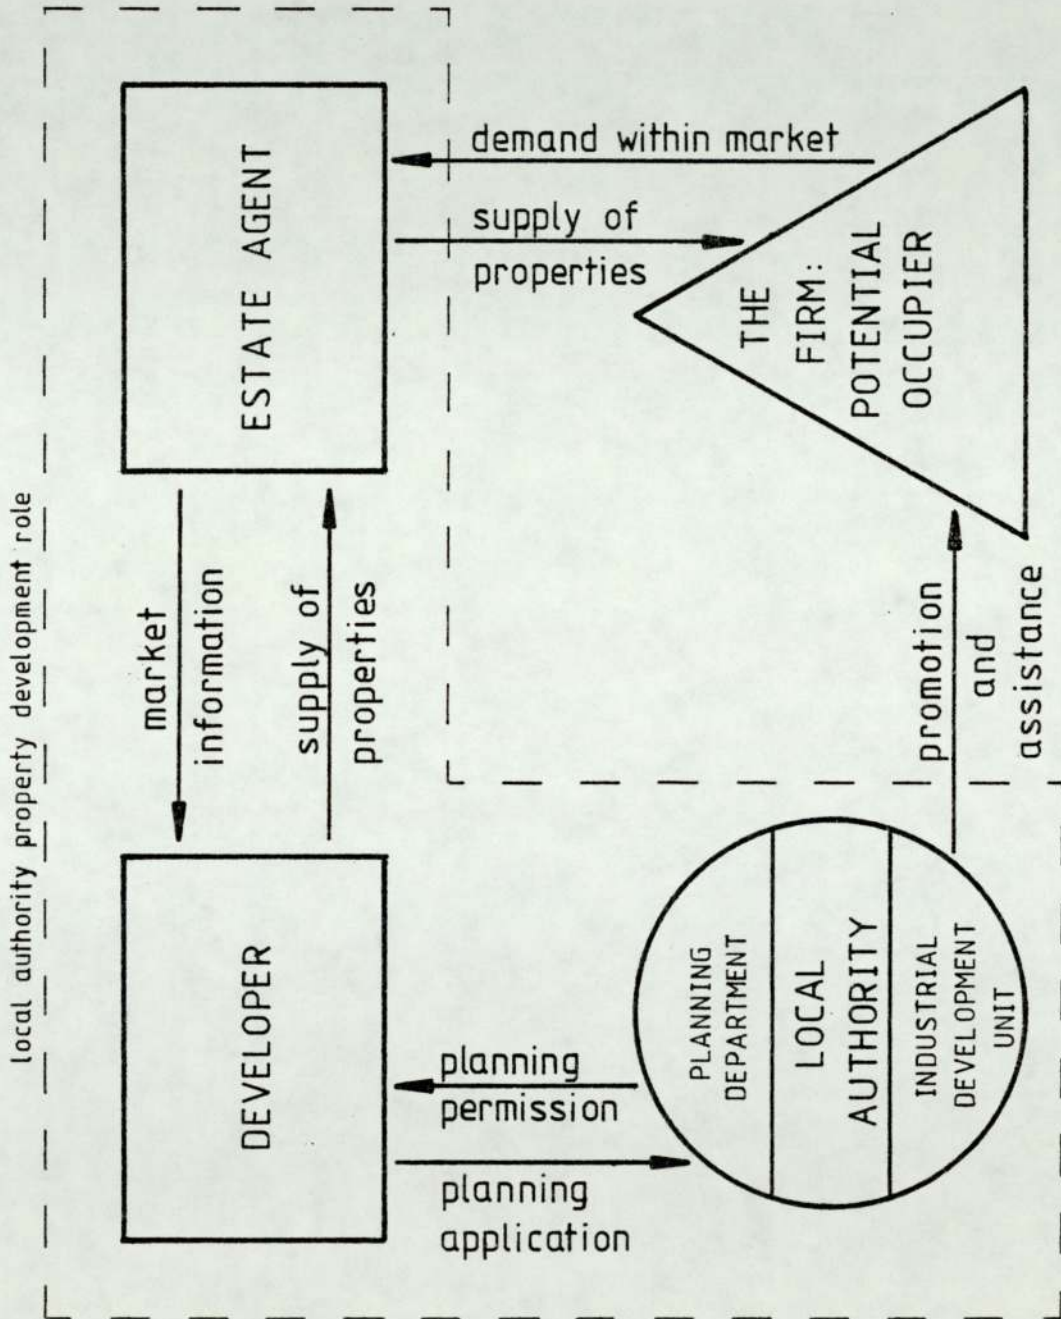 local authority property development role
DEVELOPER
market
information
supply of
properties
ESTATE AGENT
planning
permission
planning
application
demand within market
supply of
properties
PLANNING
DEPARTMENT
LOCAL
AUTHORITY
INDUSTRIAL
DEVELOPMENT
UNIT
promotion
and
assistance
THE
FIRM:
POTENTIAL
OCCUPIER